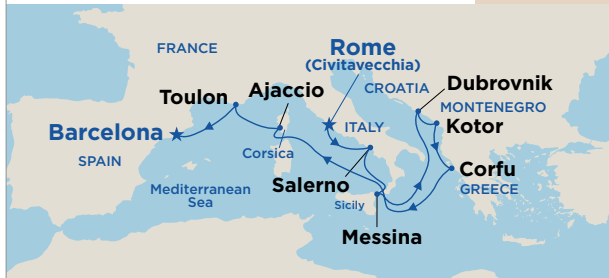 Rome
(Civitavecchia)
FRANCE
Dubrovnik
Ajaccio
CROATIA
Toulon
MONTENEGRO
Kotor
Barcelona
ITALY
Corsica
SPAIN
Corfu
Salerno
GREECE
Mediterranean
Sea
Sicily
Messina